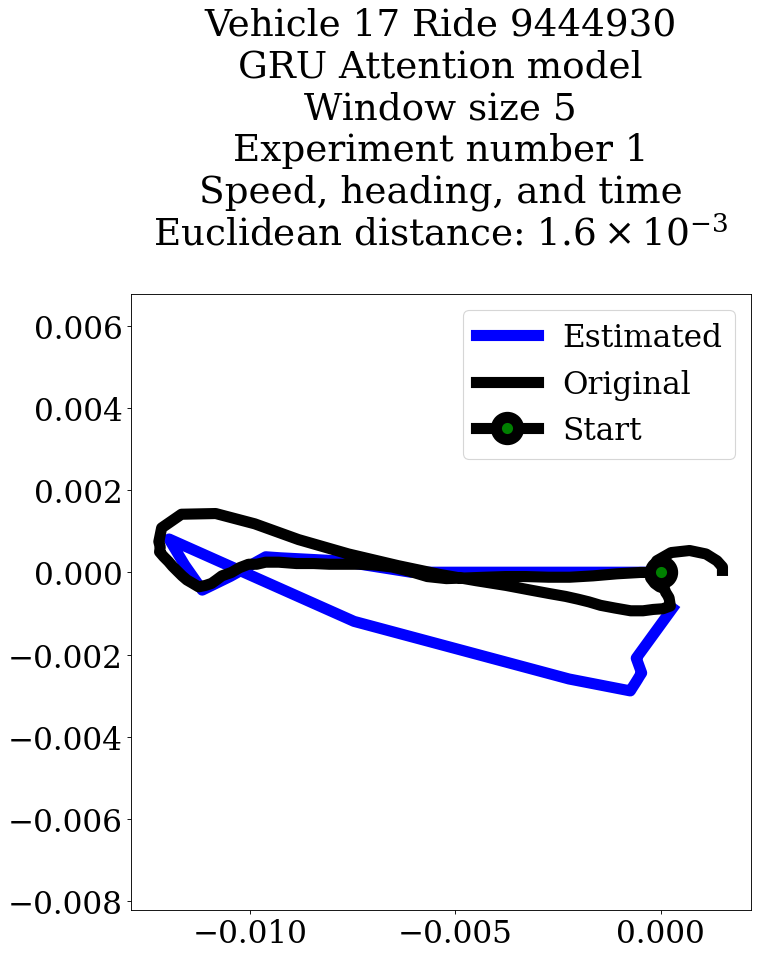 Vehicle 17 Ride 9444930
GRU Attention model
Window size 5
Experiment number 1
Speed, heading, and time
Euclidean distance: 1.6 × 10⁻³
Estimated
Original
Start
0.006
0.004
0.002
0.000
−0.002
−0.004
−0.006
−0.008
−0.010
−0.005
0.000